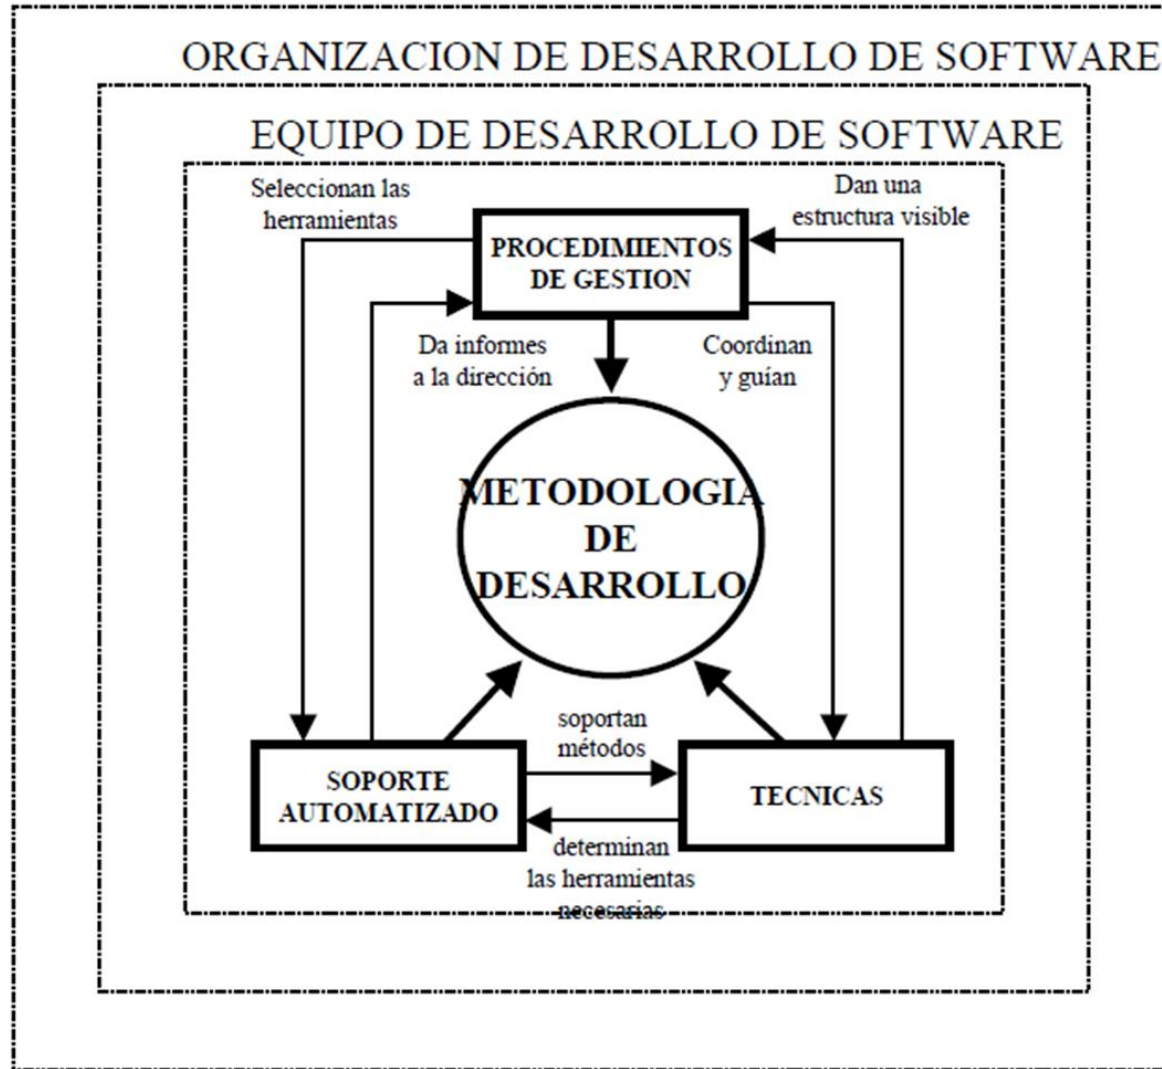 ORGANIZACION DE DESARROLLO DE SOFTWARE
EQUIPO DE DESARROLLO DE SOFTWARE
Seleccionan las
herramientas
Dan una
estructura visible
PROCEDIMIENTOS
DE GESTION
Da informes
a la dirección
Coordinan
y guían
METODOLOGIA
DE
DESARROLLO
soportan
métodos
SOPORTE
AUTOMATIZADO
TECNICAS
determinan
las herramientas
necesarias